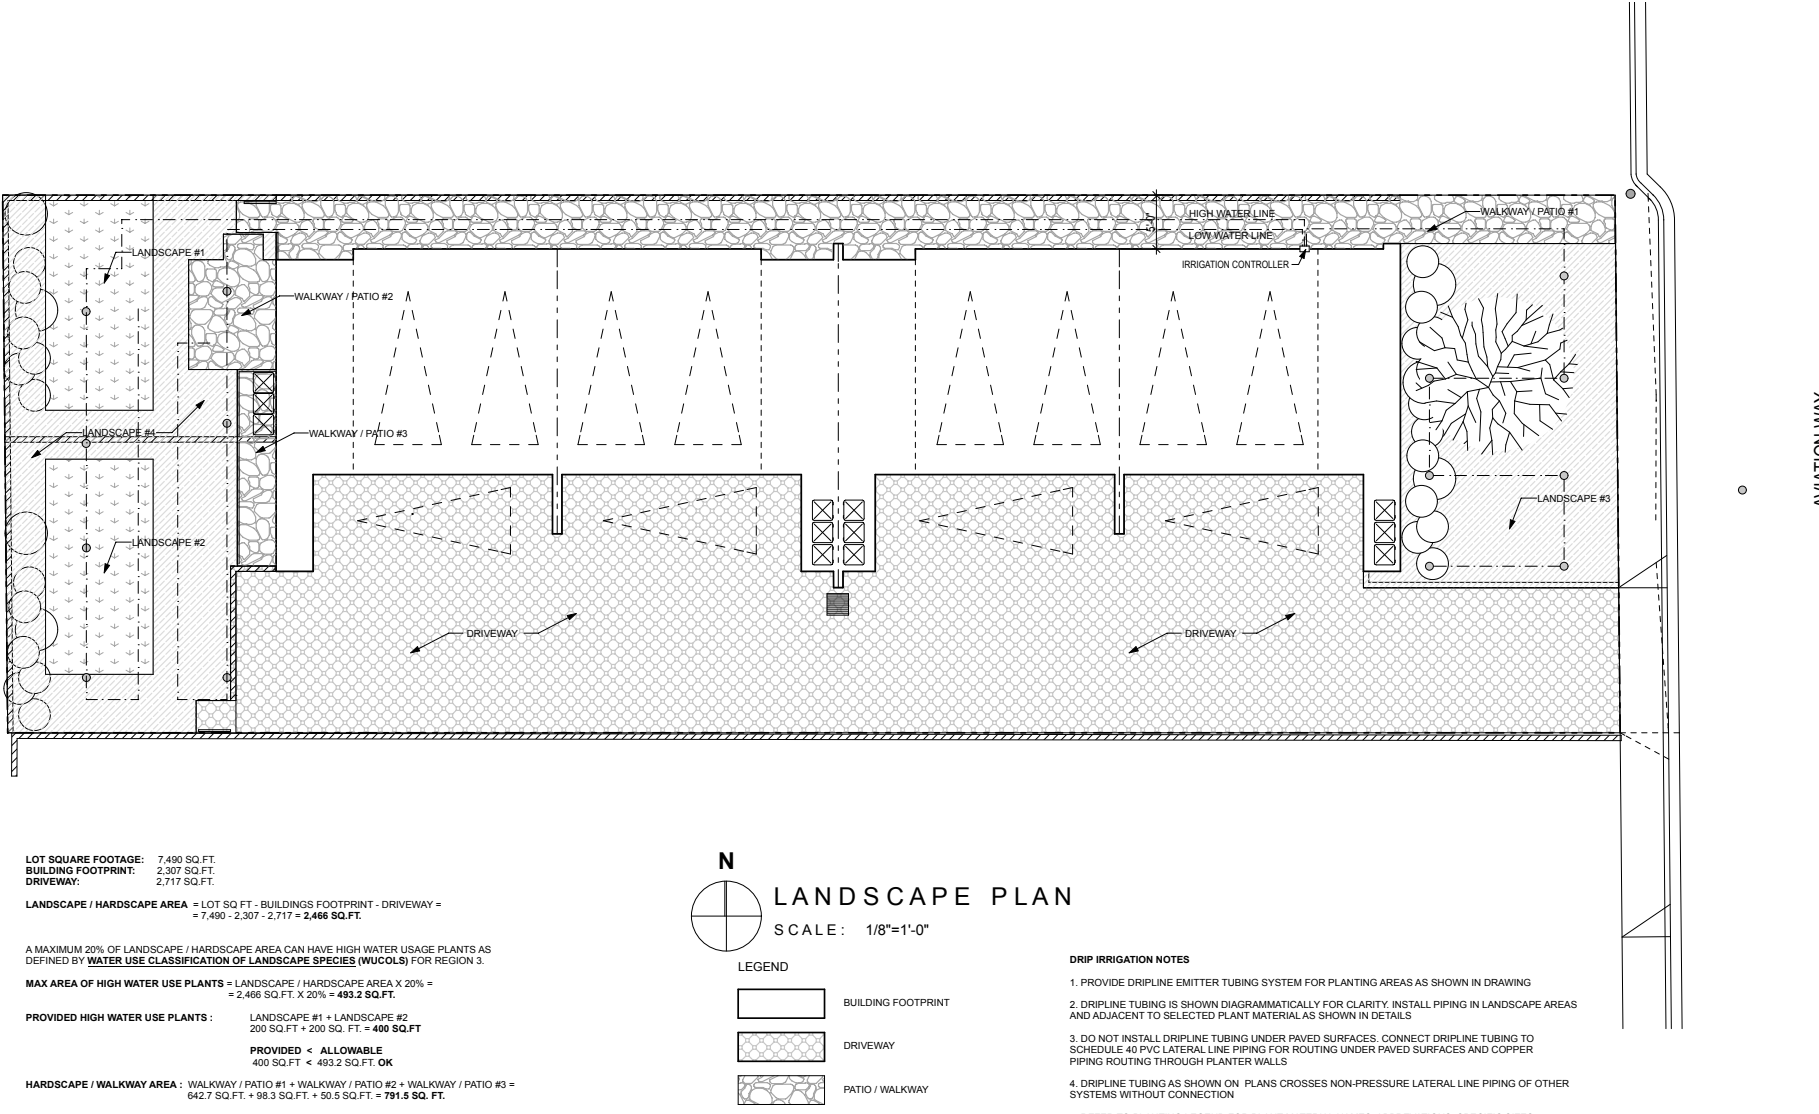 HIGH WATER LINE
WALKWAY / PATIO #1
5'-0"
LOW WATER LINE
LANDSCAPE #1
IRRIGATION CONTROLLER
WALKWAY / PATIO #2
LANDSCAPE #4
WALKWAY / PATIO #3
AVIATION WAY
LANDSCAPE #3
LANDSCAPE #2
DRIVEWAY
DRIVEWAY
LOT SQUARE FOOTAGE: 7,490 SQ.FT.
BUILDING FOOTPRINT: 2,307 SQ.FT.
DRIVEWAY: 2,717 SQ.FT.
LANDSCAPE / HARDSCAPE AREA = LOT SQ FT - BUILDINGS FOOTPRINT - DRIVEWAY =
= 7,490 - 2,307 - 2,717 = 2,466 SQ.FT.
A MAXIMUM 20% OF LANDSCAPE / HARDSCAPE AREA CAN HAVE HIGH WATER USAGE PLANTS AS
DEFINED BY WATER USE CLASSIFICATION OF LANDSCAPE SPECIES (WUCOLS) FOR REGION 3.
MAX AREA OF HIGH WATER USE PLANTS = LANDSCAPE / HARDSCAPE AREA X 20% =
= 2,466 SQ.FT. X 20% = 493.2 SQ.FT.
PROVIDED HIGH WATER USE PLANTS : LANDSCAPE #1 + LANDSCAPE #2
200 SQ.FT + 200 SQ. FT. = 400 SQ.FT
PROVIDED < ALLOWABLE
400 SQ.FT < 493.2 SQ.FT. OK
HARDSCAPE / WALKWAY AREA : WALKWAY / PATIO #1 + WALKWAY / PATIO #2 + WALKWAY / PATIO #3 =
642.7 SQ.FT. + 98.3 SQ.FT. + 50.5 SQ.FT. = 791.5 SQ. FT.
N
LANDSCAPE PLAN
SCALE: 1/8"=1'-0"
LEGEND
BUILDING FOOTPRINT
DRIVEWAY
PATIO / WALKWAY
DRIP IRRIGATION NOTES
1. PROVIDE DRIPLINE EMITTER TUBING SYSTEM FOR PLANTING AREAS AS SHOWN IN DRAWING
2. DRIPLINE TUBING IS SHOWN DIAGRAMMATICALLY FOR CLARITY. INSTALL PIPING IN LANDSCAPE AREAS
AND ADJACENT TO SELECTED PLANT MATERIAL AS SHOWN IN DETAILS
3. DO NOT INSTALL DRIPLINE TUBING UNDER PAVED SURFACES. CONNECT DRIPLINE TUBING TO
SCHEDULE 40 PVC LATERAL LINE PIPING FOR ROUTING UNDER PAVED SURFACES AND COPPER
PIPING ROUTING THROUGH PLANTER WALLS
4. DRIPLINE TUBING AS SHOWN ON PLANS CROSSES NON-PRESSURE LATERAL LINE PIPING OF OTHER
SYSTEMS WITHOUT CONNECTION